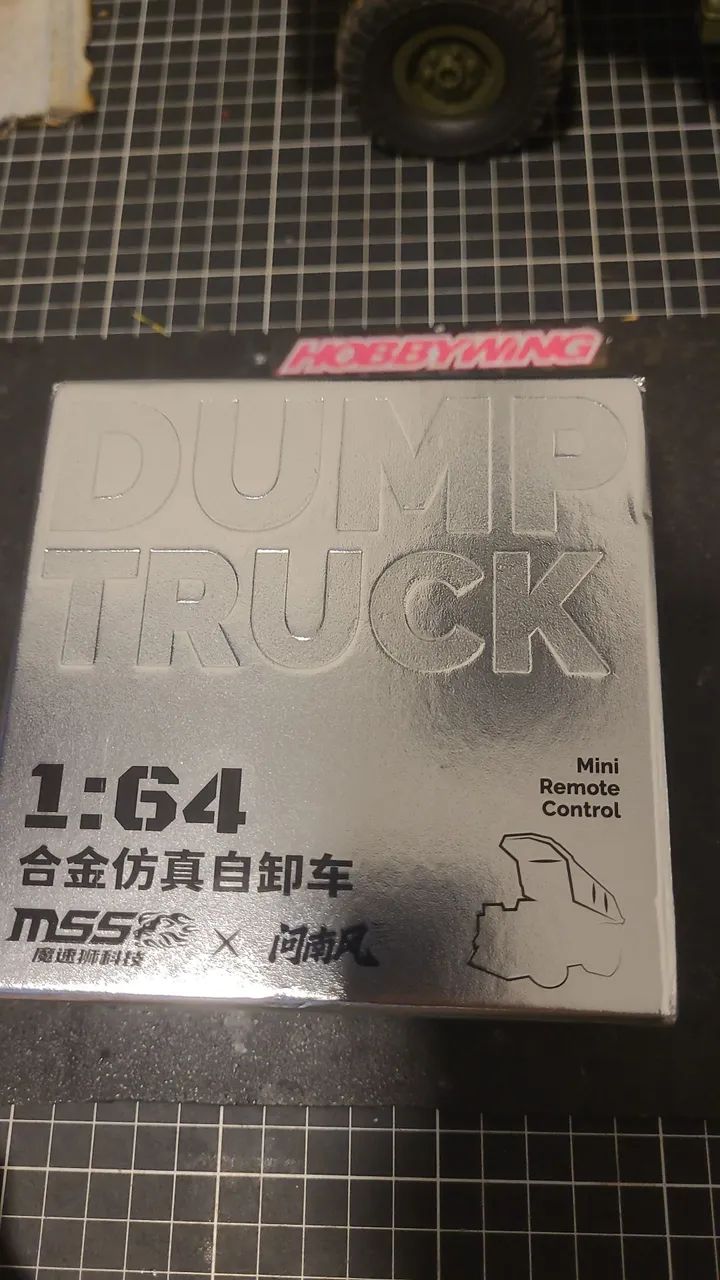 HOBBYWING
DUMP
TRUCK
1:64
合金仿真自卸车
Mini
Remote
Control
MSS × 问南风
魔速狮科技